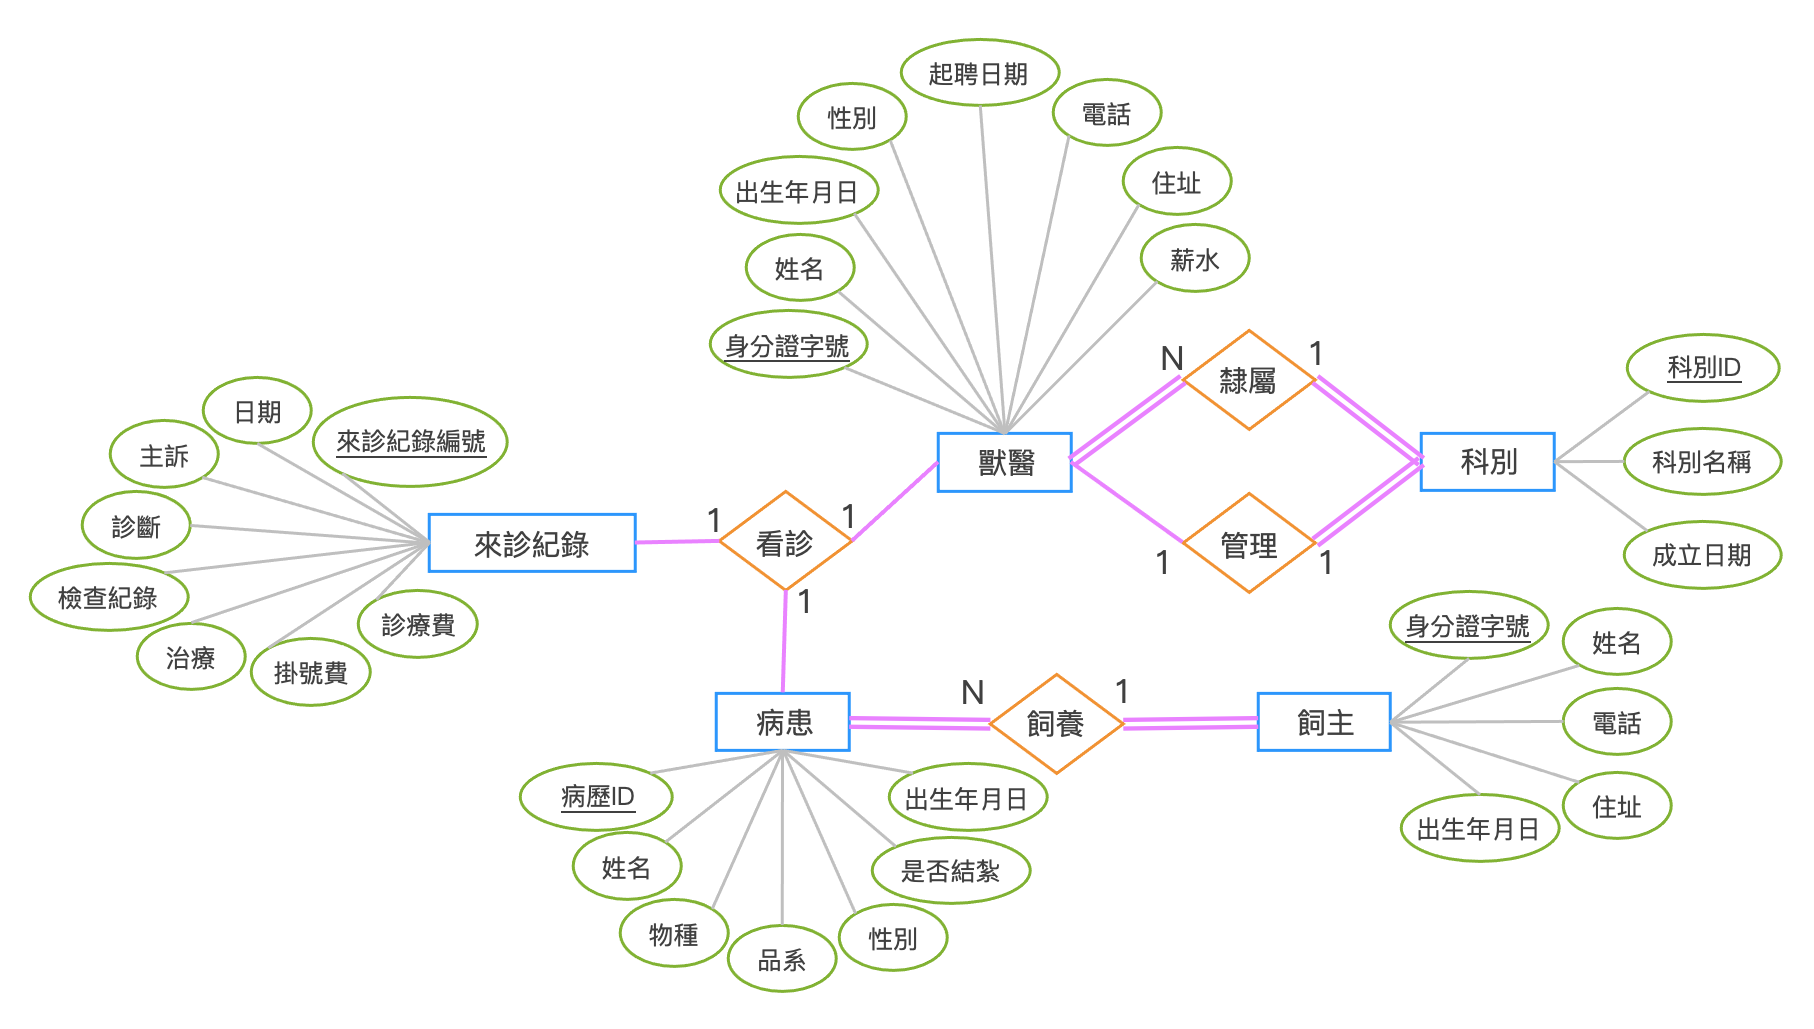 起聘日期
性別
電話
出生年月日
住址
姓名
薪水
身分證字號
N
1
隸屬
科別ID
日期
來診紀錄編號
主訴
獸醫
科別
科別名稱
診斷
1
1
來診紀錄
看診
管理
1
1
成立日期
檢查紀錄
1
診療費
治療
掛號費
身分證字號
姓名
N
1
病患
飼養
飼主
電話
病歷ID
出生年月日
住址
出生年月日
姓名
是否結紮
物種
性別
品系